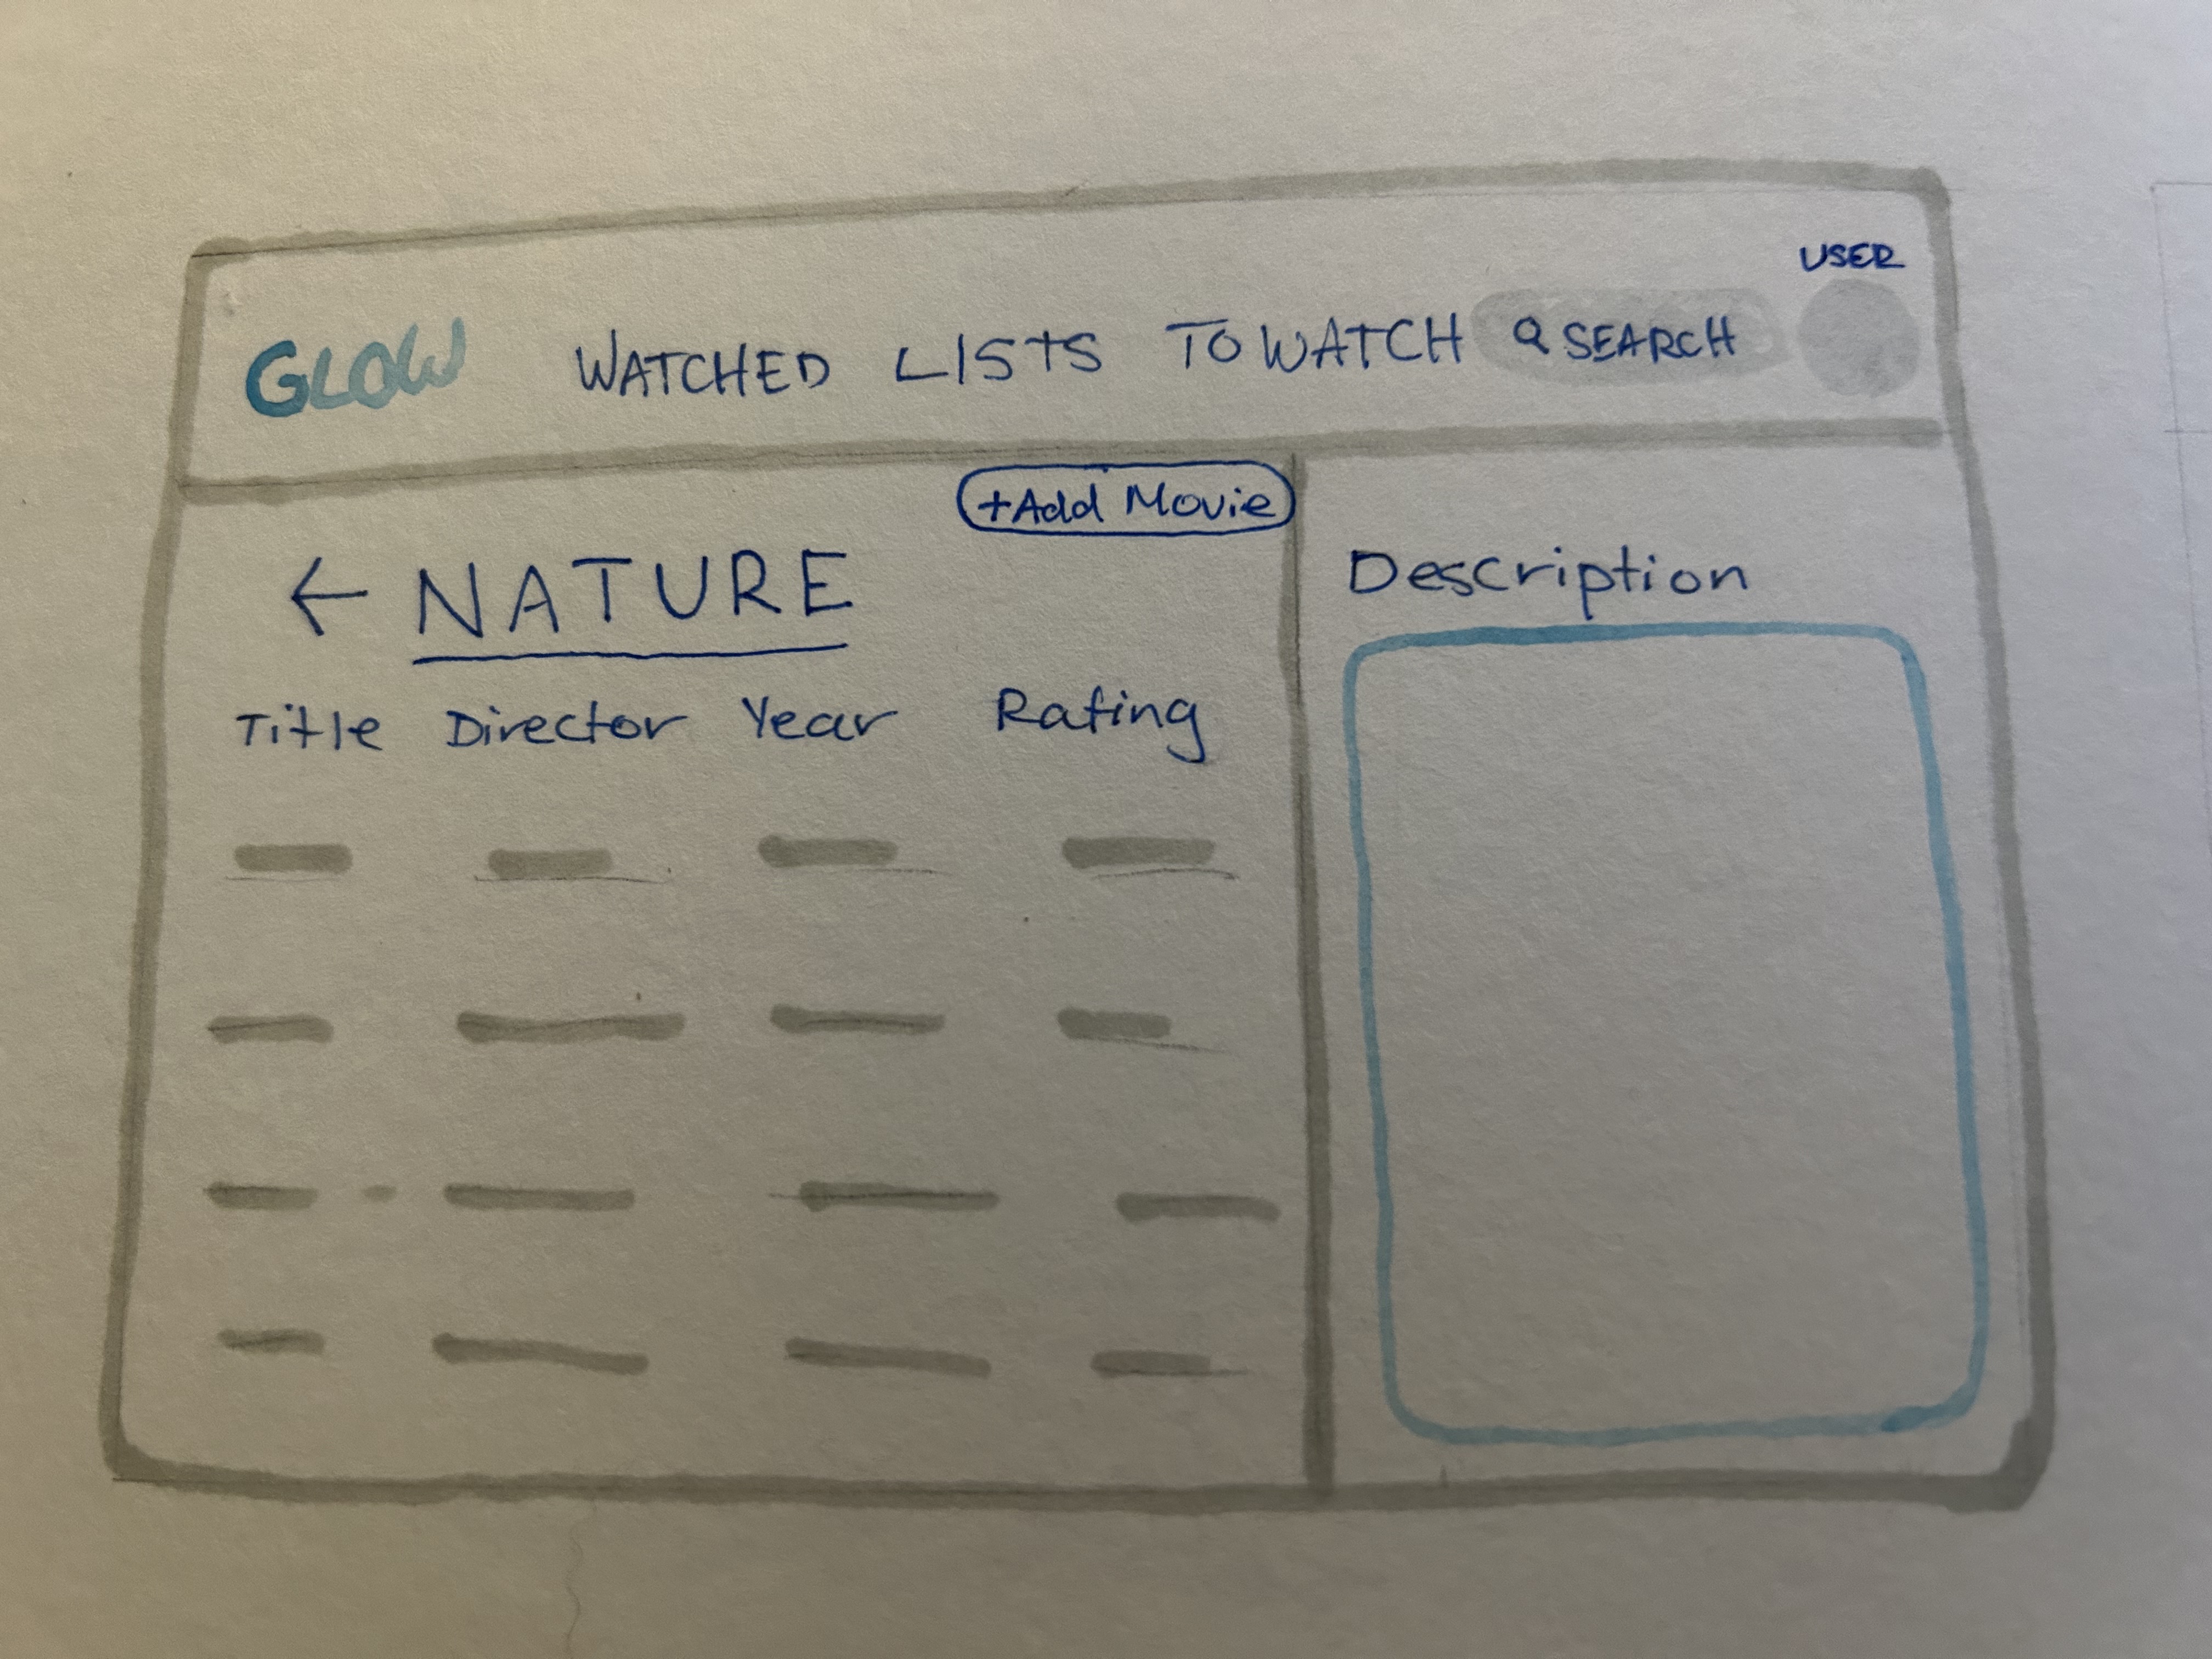 USER
GLOW WATCHED LISTS TO WATCH SEARCH
+Add Movie
← NATURE
Description
Title Director Year Rating